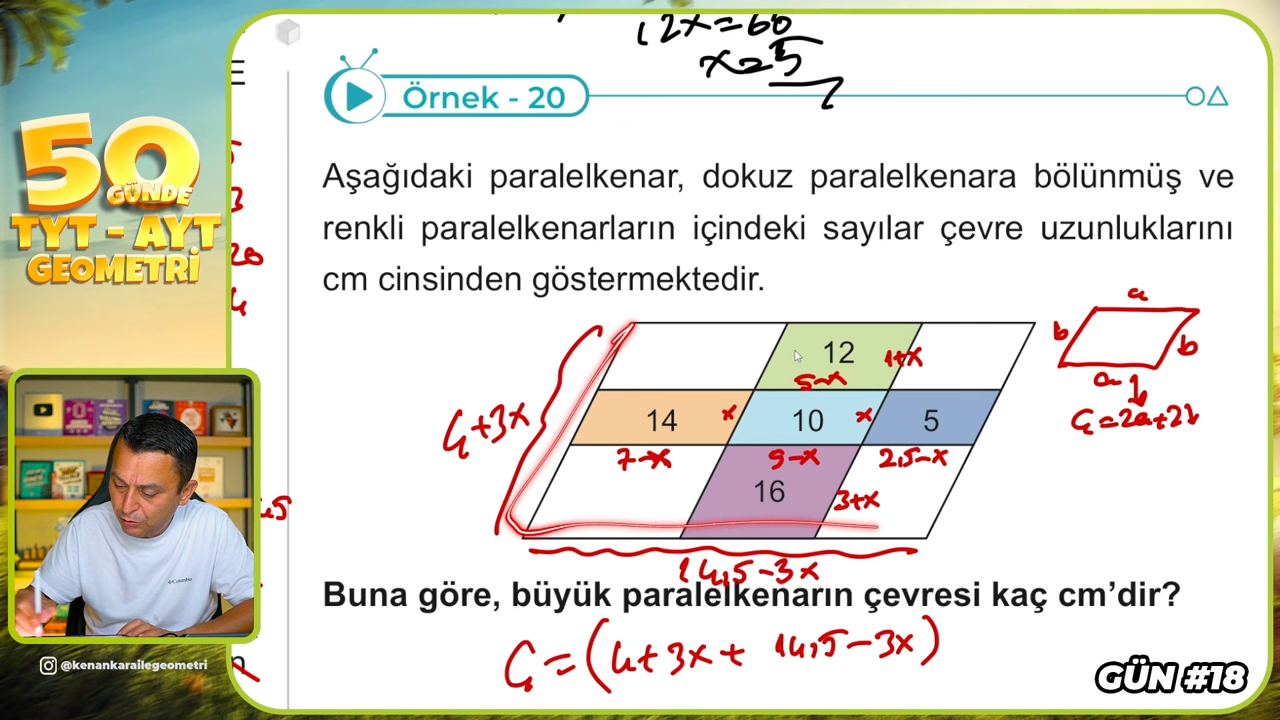 12x=60
x=5
Örnek - 20
50
GÜNDE
TYT - AYT
GEOMETRİ
Aşağıdaki paralelkenar, dokuz paralelkenara bölünmüş ve
renkli paralelkenarların içindeki sayılar çevre uzunluklarını
cm cinsinden göstermektedir.
a
b
b
a
Ç=2a+2b
12
1+x
5-x
14
x
10
x
5
7-x
5-x
2,5-x
16
3+x
4+3x
14,5-3x
Buna göre, büyük paralelkenarın çevresi kaç cm’dir?
Ç=(4+3x+ 14,5-3x)
@kenankarailegeometri
GÜN #18